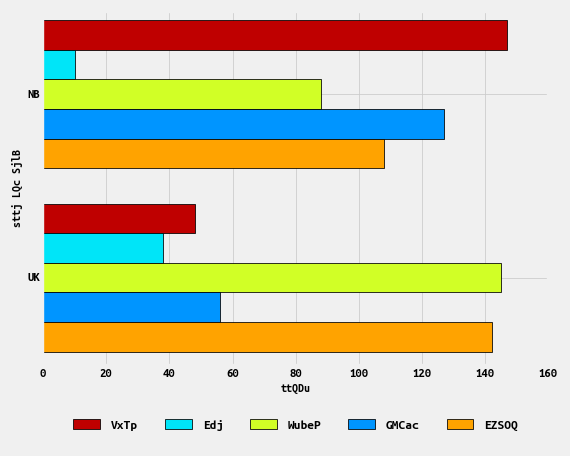 NB
UK
sttj LQc SjlB
0 20 40 60 80 100 120 140 160
ttQDu
VxTp Edj WubeP GMCac EZSOQ